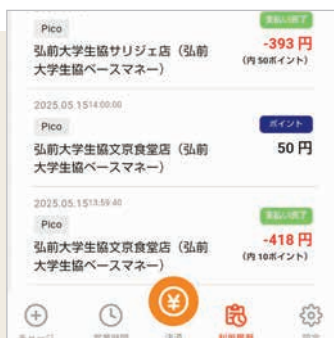 支払い終了
Pico
-393 円
弘前大学生協サリジェ店（弘前
(内 50ポイント)
大学生協ベースマネー）
2025.05.15 14:00:00
ポイント
Pico
弘前大学生協文京食堂店（弘前
50 円
大学生協ベースマネー）
2025.05.15 13:59:40
支払い終了
Pico
-418 円
弘前大学生協文京食堂店（弘前
(内 10ポイント)
大学生協ベースマネー）